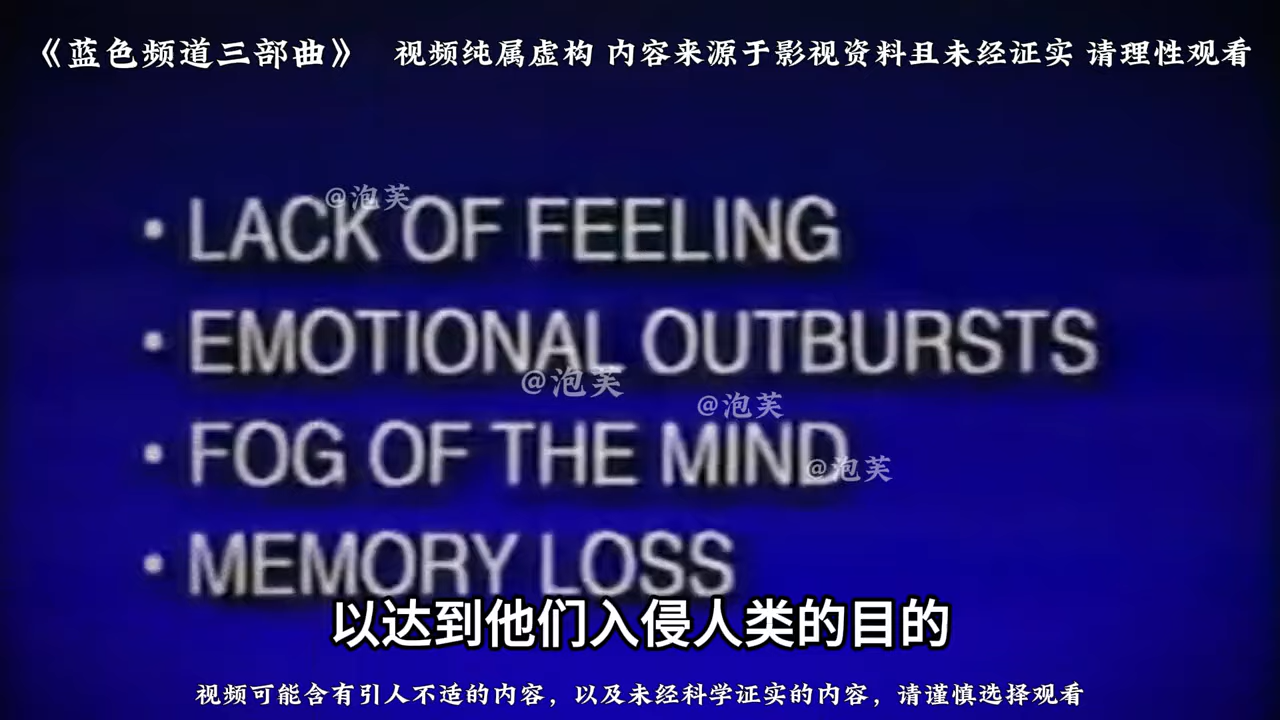 《蓝色频道三部曲》 视频纯属虚构 内容来源于影视资料且未经证实 请理性观看
@泡芙
• LACK OF FEELING
• EMOTIONAL OUTBURSTS
@泡芙
@泡芙
• FOG OF THE MIND
@泡芙
• MEMORY LOSS
以达到他们入侵人类的目的
视频可能含有引人不适的内容，以及未经科学证实的内容，请谨慎选择观看